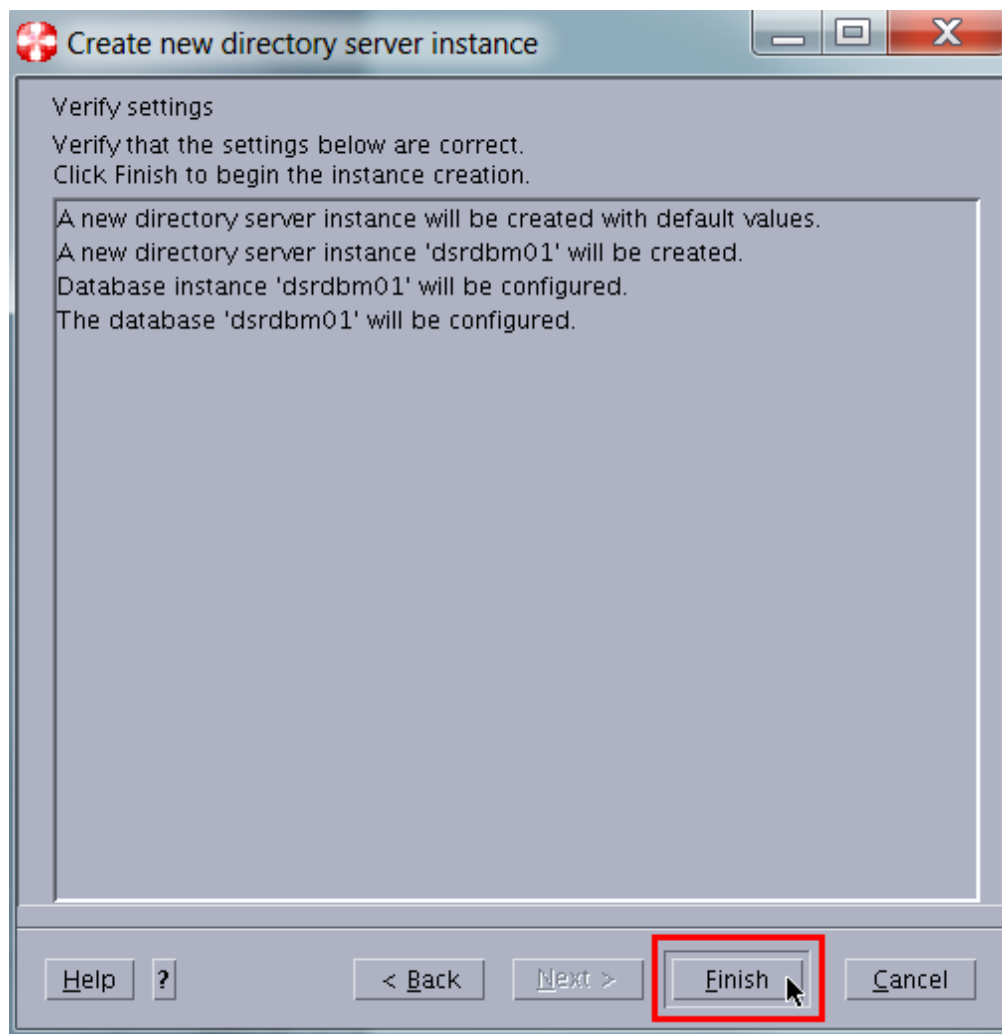 Create new directory server instance
Verify settings
Verify that the settings below are correct.
Click Finish to begin the instance creation.
A new directory server instance will be created with default values.
A new directory server instance 'dsrdbm01' will be created.
Database instance 'dsrdbm01' will be configured.
The database 'dsrdbm01' will be configured.
Help ? < Back Next > Finish Cancel